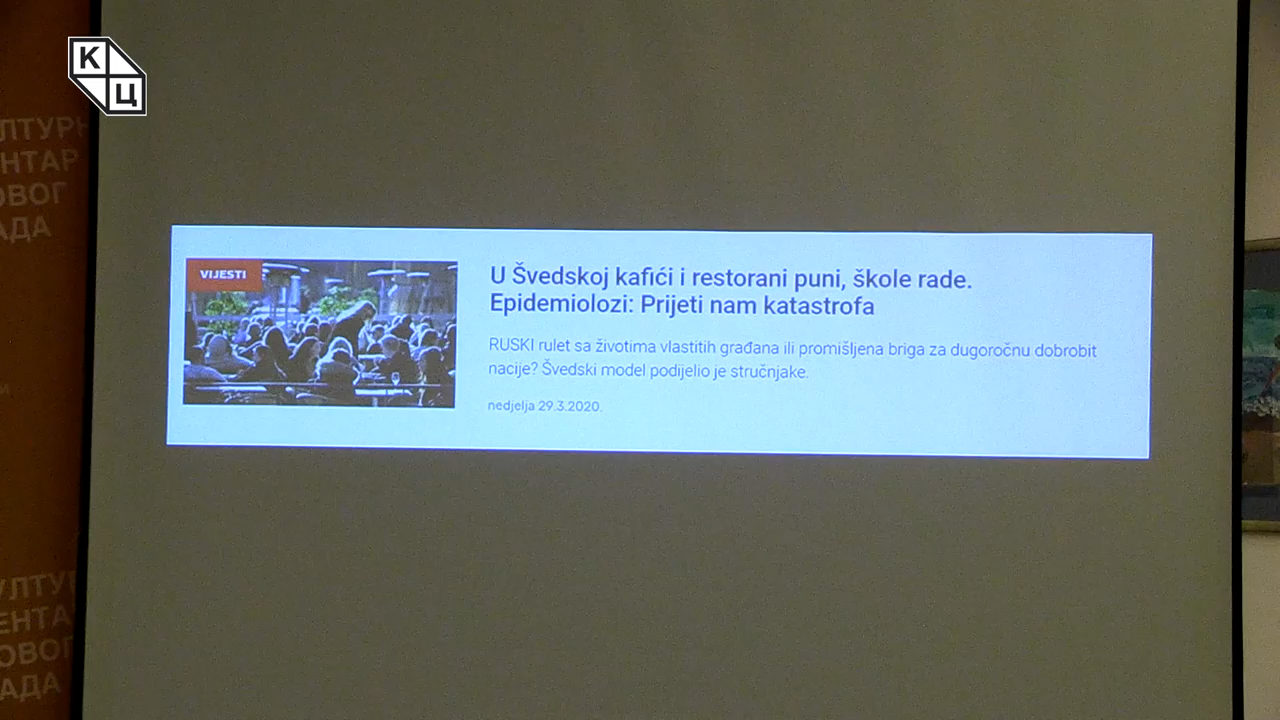 К
Ц
ЛТУРН
НТАР
ОВОГ
АДА
VIJESTI
U Švedskoj kafići i restorani puni, škole rade.
Epidemiolozi: Prijeti nam katastrofa
RUSKI rulet sa životima vlastitih građana ili promišljena briga za dugoročnu dobrobit
nacije? Švedski model podijelio je stručnjake.
nedjelja 29.3.2020.
УЛТУР
ЕНТА
ОВОГ
АДА